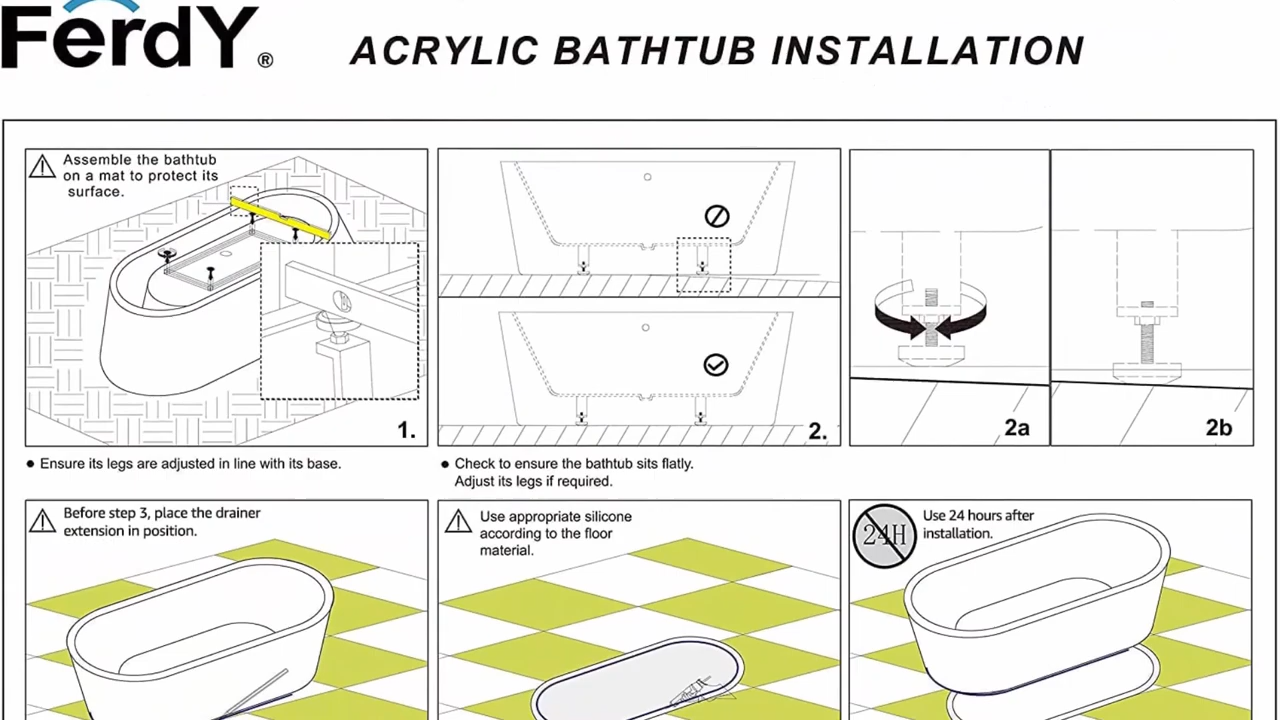 FerdY®
ACRYLIC BATHTUB INSTALLATION
Assemble the bathtub
on a mat to protect its
surface.
1.
2.
2a
2b
● Ensure its legs are adjusted in line with its base.
● Check to ensure the bathtub sits flatly.
Adjust its legs if required.
Before step 3, place the drainer
extension in position.
Use appropriate silicone
according to the floor
material.
24H
Use 24 hours after
installation.